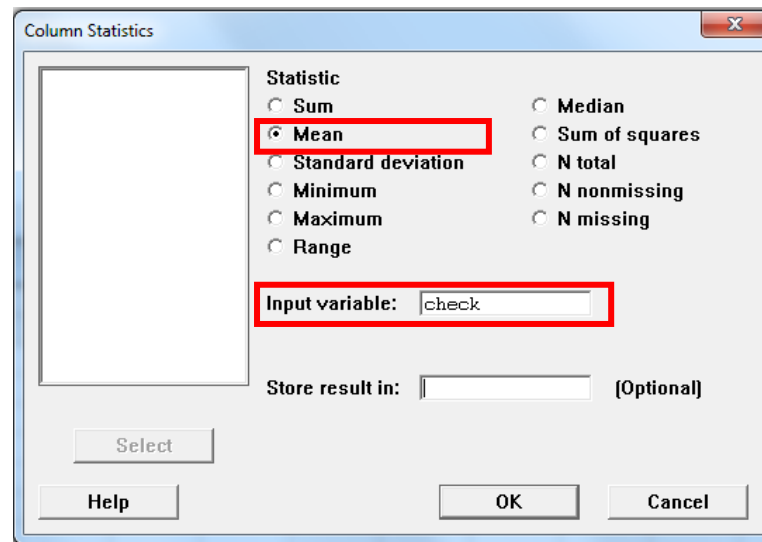 Column Statistics
Statistic
Sum
Median
Mean
Sum of squares
Standard deviation
N total
Minimum
N nonmissing
Maximum
N missing
Range
Input variable: check
Store result in: (Optional)
Select
Help OK Cancel